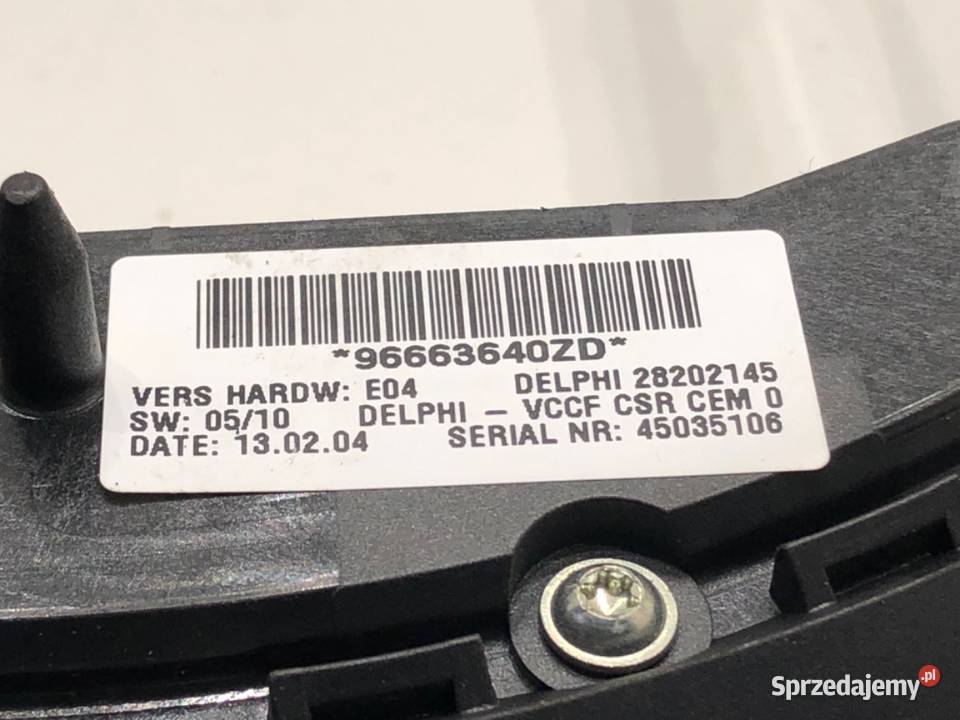 *96663640ZD*
VERS HARDW: E04 DELPHI 28202145
SW: 05/10 DELPHI – VCCF CSR CEM 0
DATE: 13.02.04 SERIAL NR: 45035106
Sprzedajemy.pl